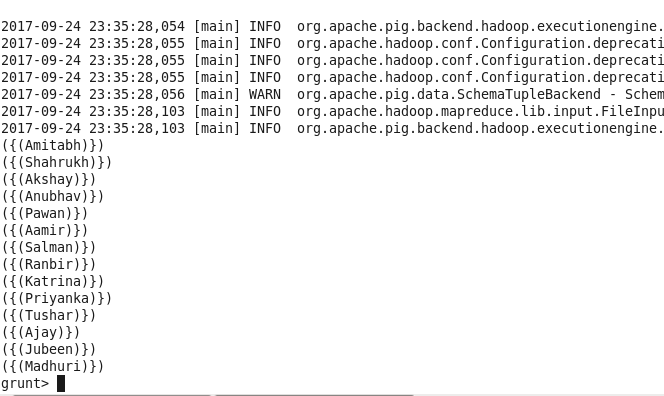 2017-09-24 23:35:28,054 [main] INFO  org.apache.pig.backend.hadoop.executionengine.
2017-09-24 23:35:28,055 [main] INFO  org.apache.hadoop.conf.Configuration.deprecati
2017-09-24 23:35:28,055 [main] INFO  org.apache.hadoop.conf.Configuration.deprecati
2017-09-24 23:35:28,055 [main] INFO  org.apache.hadoop.conf.Configuration.deprecati
2017-09-24 23:35:28,056 [main] WARN  org.apache.pig.data.SchemaTupleBackend - Schem
2017-09-24 23:35:28,103 [main] INFO  org.apache.hadoop.mapreduce.lib.input.FileInpu
2017-09-24 23:35:28,103 [main] INFO  org.apache.pig.backend.hadoop.executionengine.
({(Amitabh)})
({(Shahrukh)})
({(Akshay)})
({(Anubhav)})
({(Pawan)})
({(Aamir)})
({(Salman)})
({(Ranbir)})
({(Katrina)})
({(Priyanka)})
({(Tushar)})
({(Ajay)})
({(Jubeen)})
({(Madhuri)})
grunt>